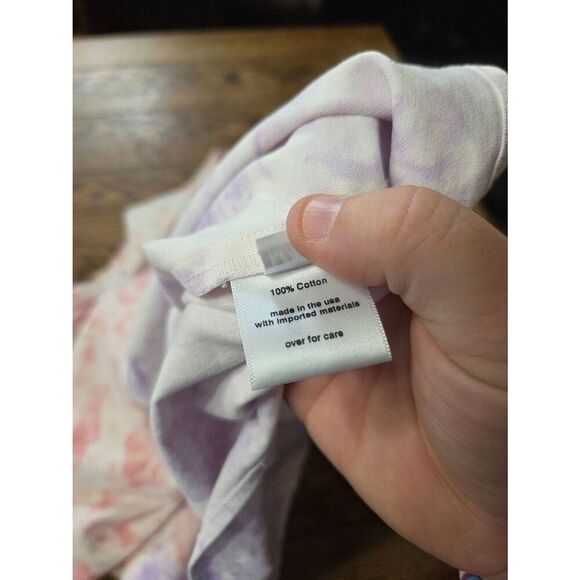 100% Cotton
made in the usa
with imported materials
over for care